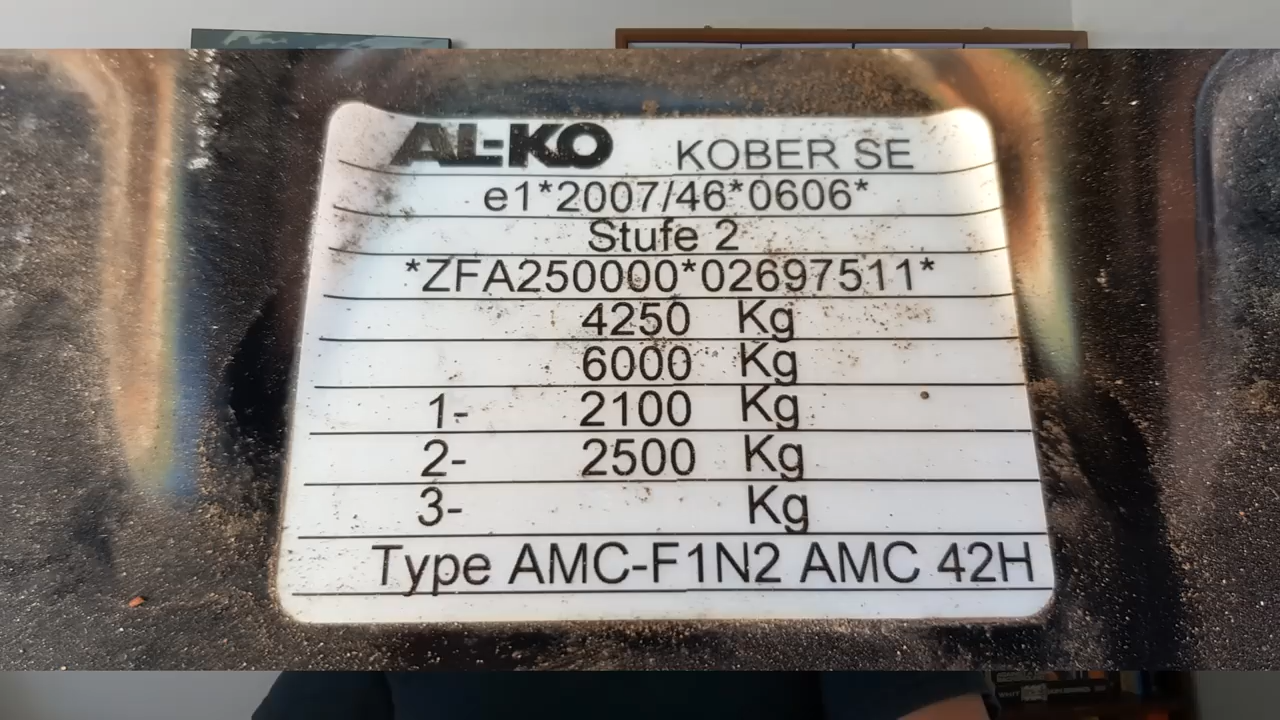 AL-KO KOBER SE
e1*2007/46*0606*
Stufe 2
*ZFA250000*02697511*
4250 Kg
6000 Kg
1- 2100 Kg
2- 2500 Kg
3- Kg
Type AMC-F1N2 AMC 42H